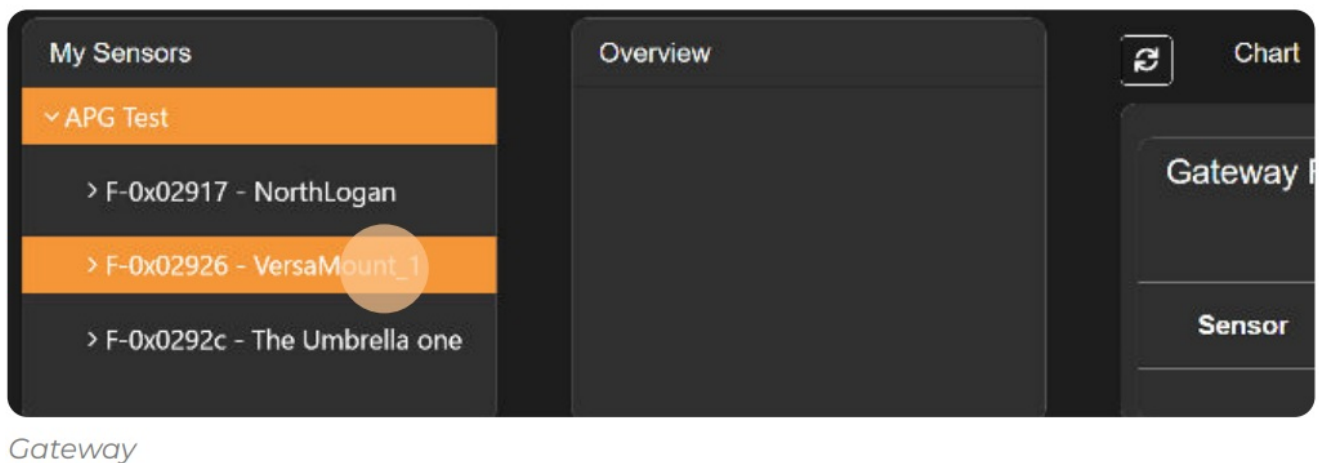 My Sensors
APG Test
F-0x02917 - NorthLogan
F-0x02926 - VersaMount_1
F-0x0292c - The Umbrella one
Overview
Chart
Gateway
Sensor
Gateway